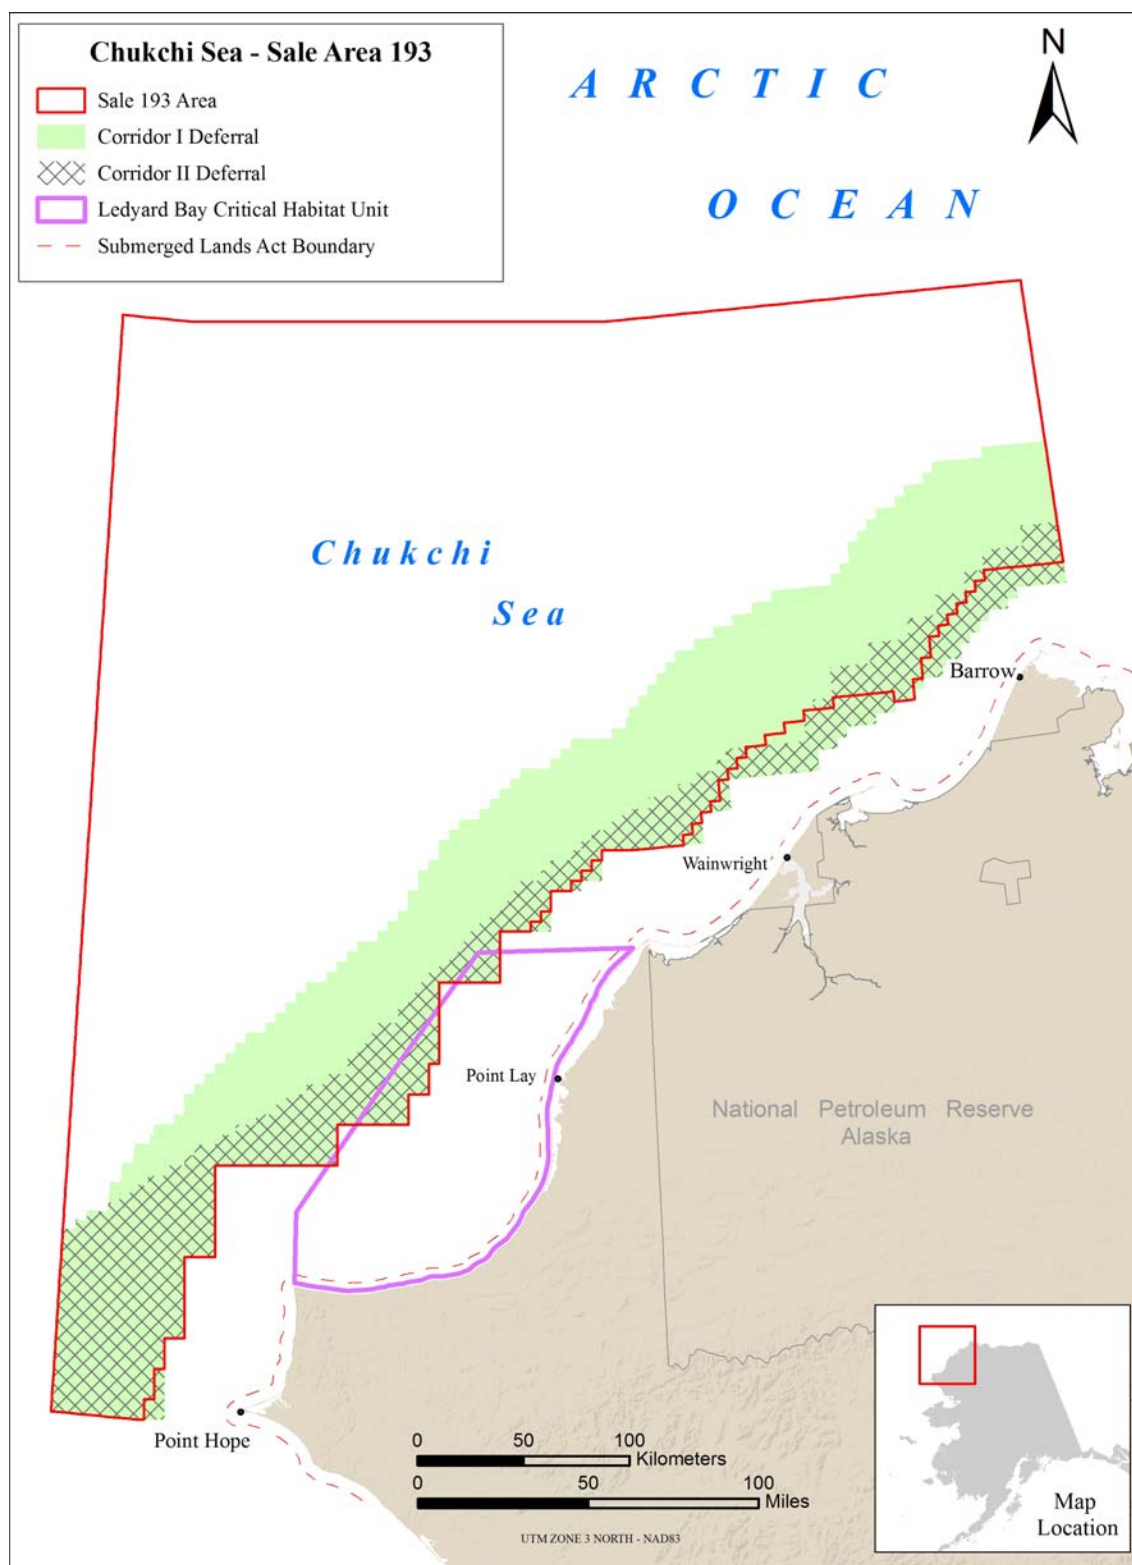 Chukchi Sea - Sale Area 193
Sale 193 Area
Corridor I Deferral
Corridor II Deferral
Ledyard Bay Critical Habitat Unit
Submerged Lands Act Boundary
ARCTIC
OCEAN
N
Chukchi
Sea
Barrow
Wainwright
Point Lay
National Petroleum Reserve
Alaska
Point Hope
0 50 100
Kilometers
0 50 100
Miles
UTM ZONE 3 NORTH - NAD83
Map
Location